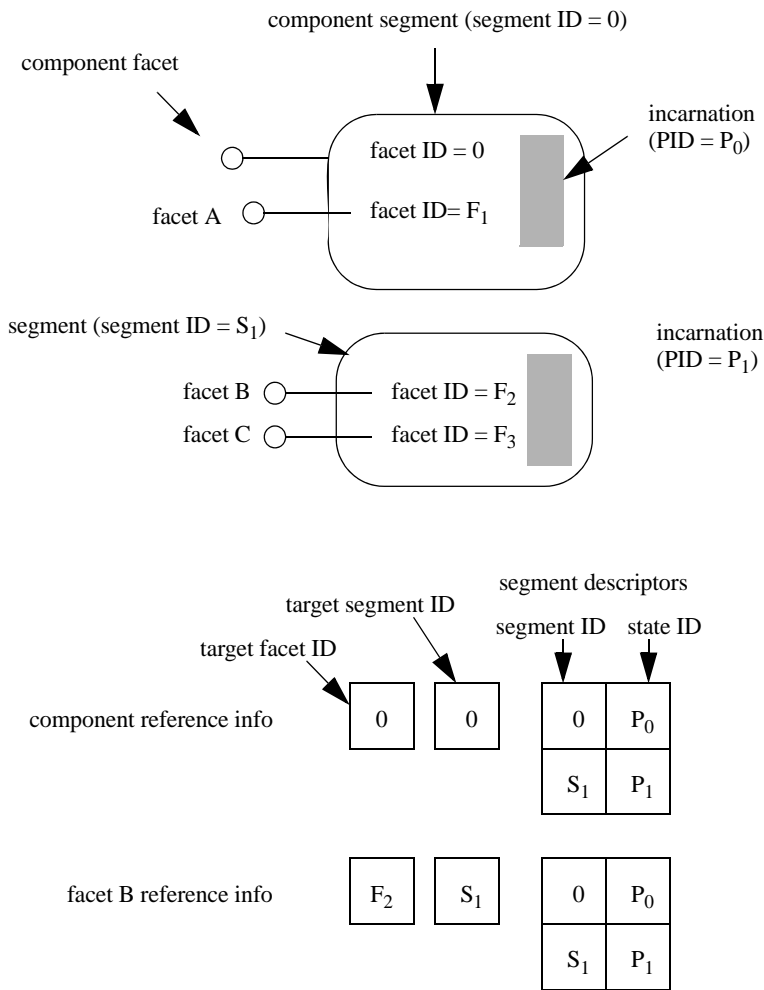 component segment (segment ID = 0)
component facet
incarnation
(PID = P0)
facet ID = 0
facet A
facet ID= F1
segment (segment ID = S1)
incarnation
(PID = P1)
facet B
facet ID = F2
facet C
facet ID = F3
segment descriptors
target segment ID
segment ID
state ID
target facet ID
component reference info
0
0
0
P0
S1
P1
facet B reference info
F2
S1
0
P0
S1
P1